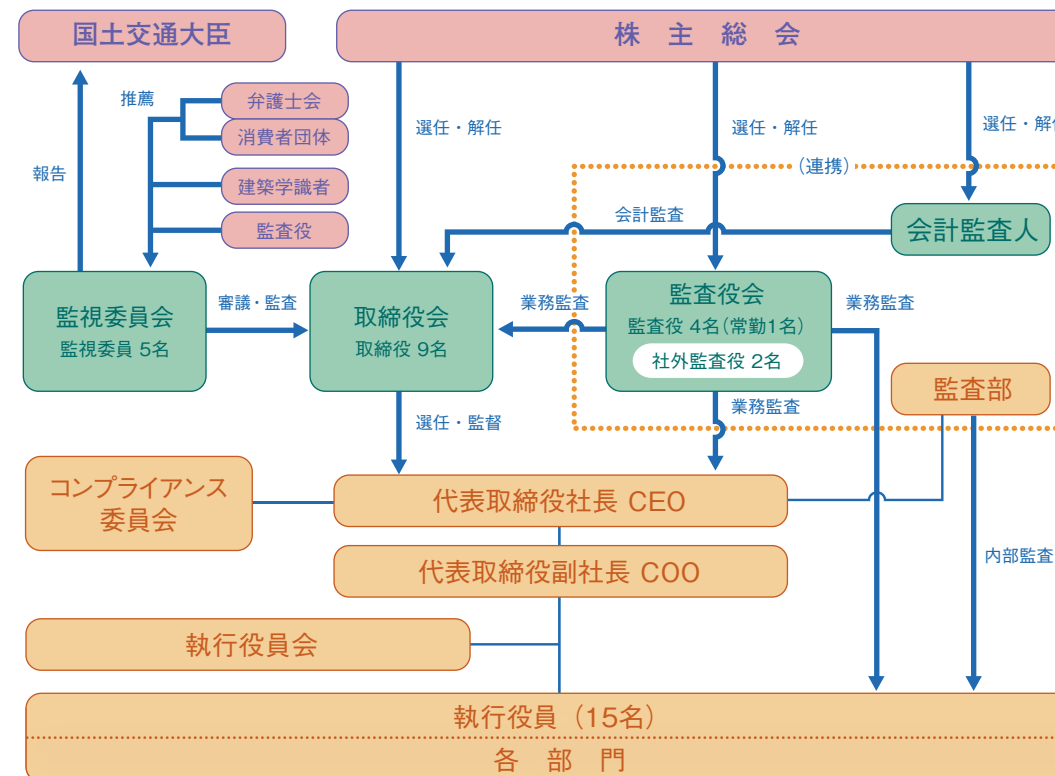 国土交通大臣
株主総会
推薦
弁護士会
消費者団体
建築学識者
監査役
報告
選任・解任
選任・解任
選任・解
(連携)
会計監査
会計監査人
監視委員会
監視委員 5名
審議・監査
取締役会
取締役 9名
業務監査
監査役会
監査役 4名(常勤1名)
社外監査役 2名
業務監査
監査部
選任・監督
業務監査
コンプライアンス
委員会
代表取締役社長 CEO
代表取締役副社長 COO
内部監査
執行役員会
執行役員(15名)
各部門